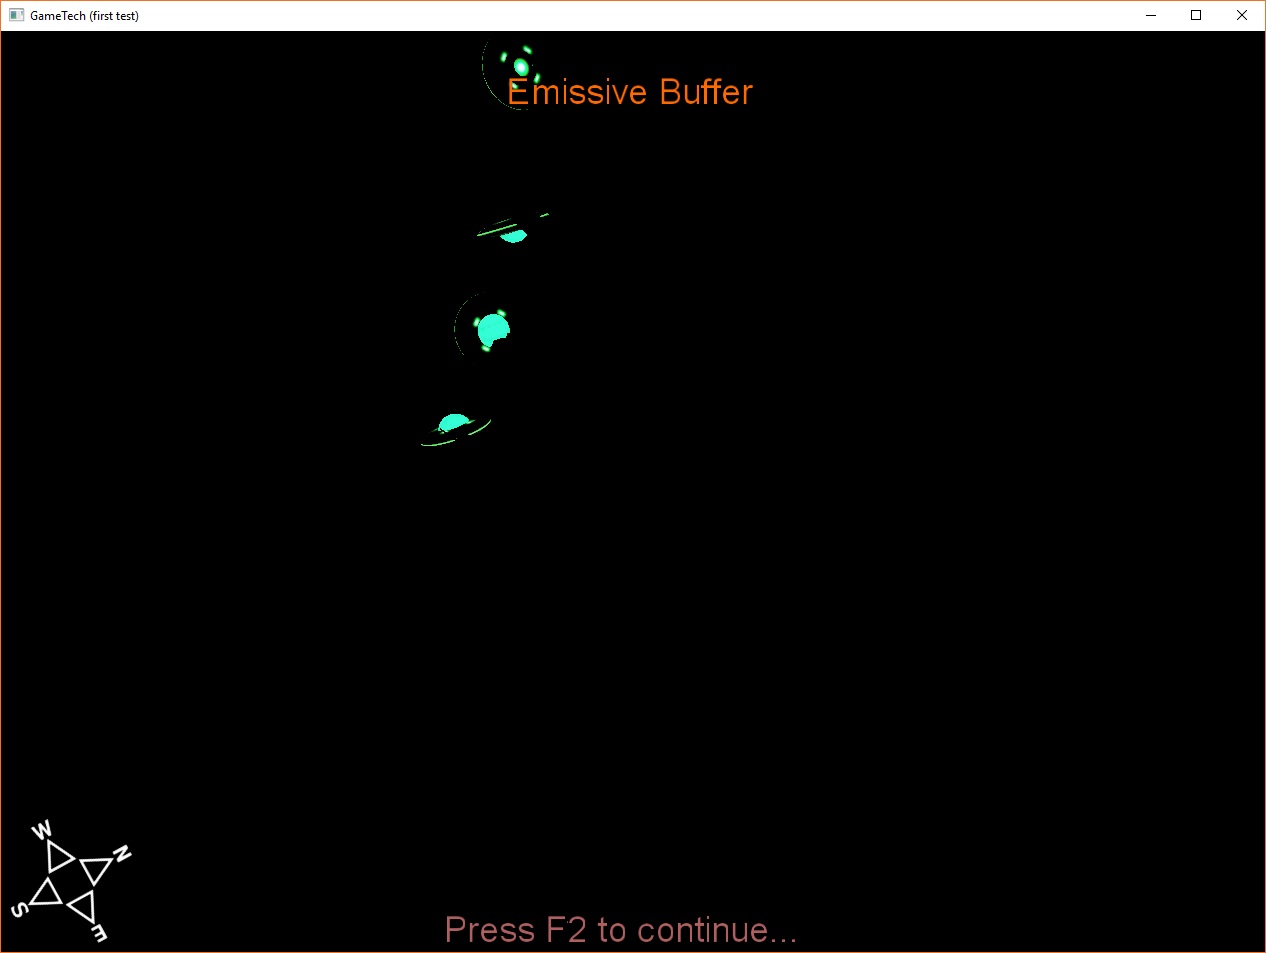 GameTech (first test)
Emissive Buffer
W
N
S
E
Press F2 to continue...